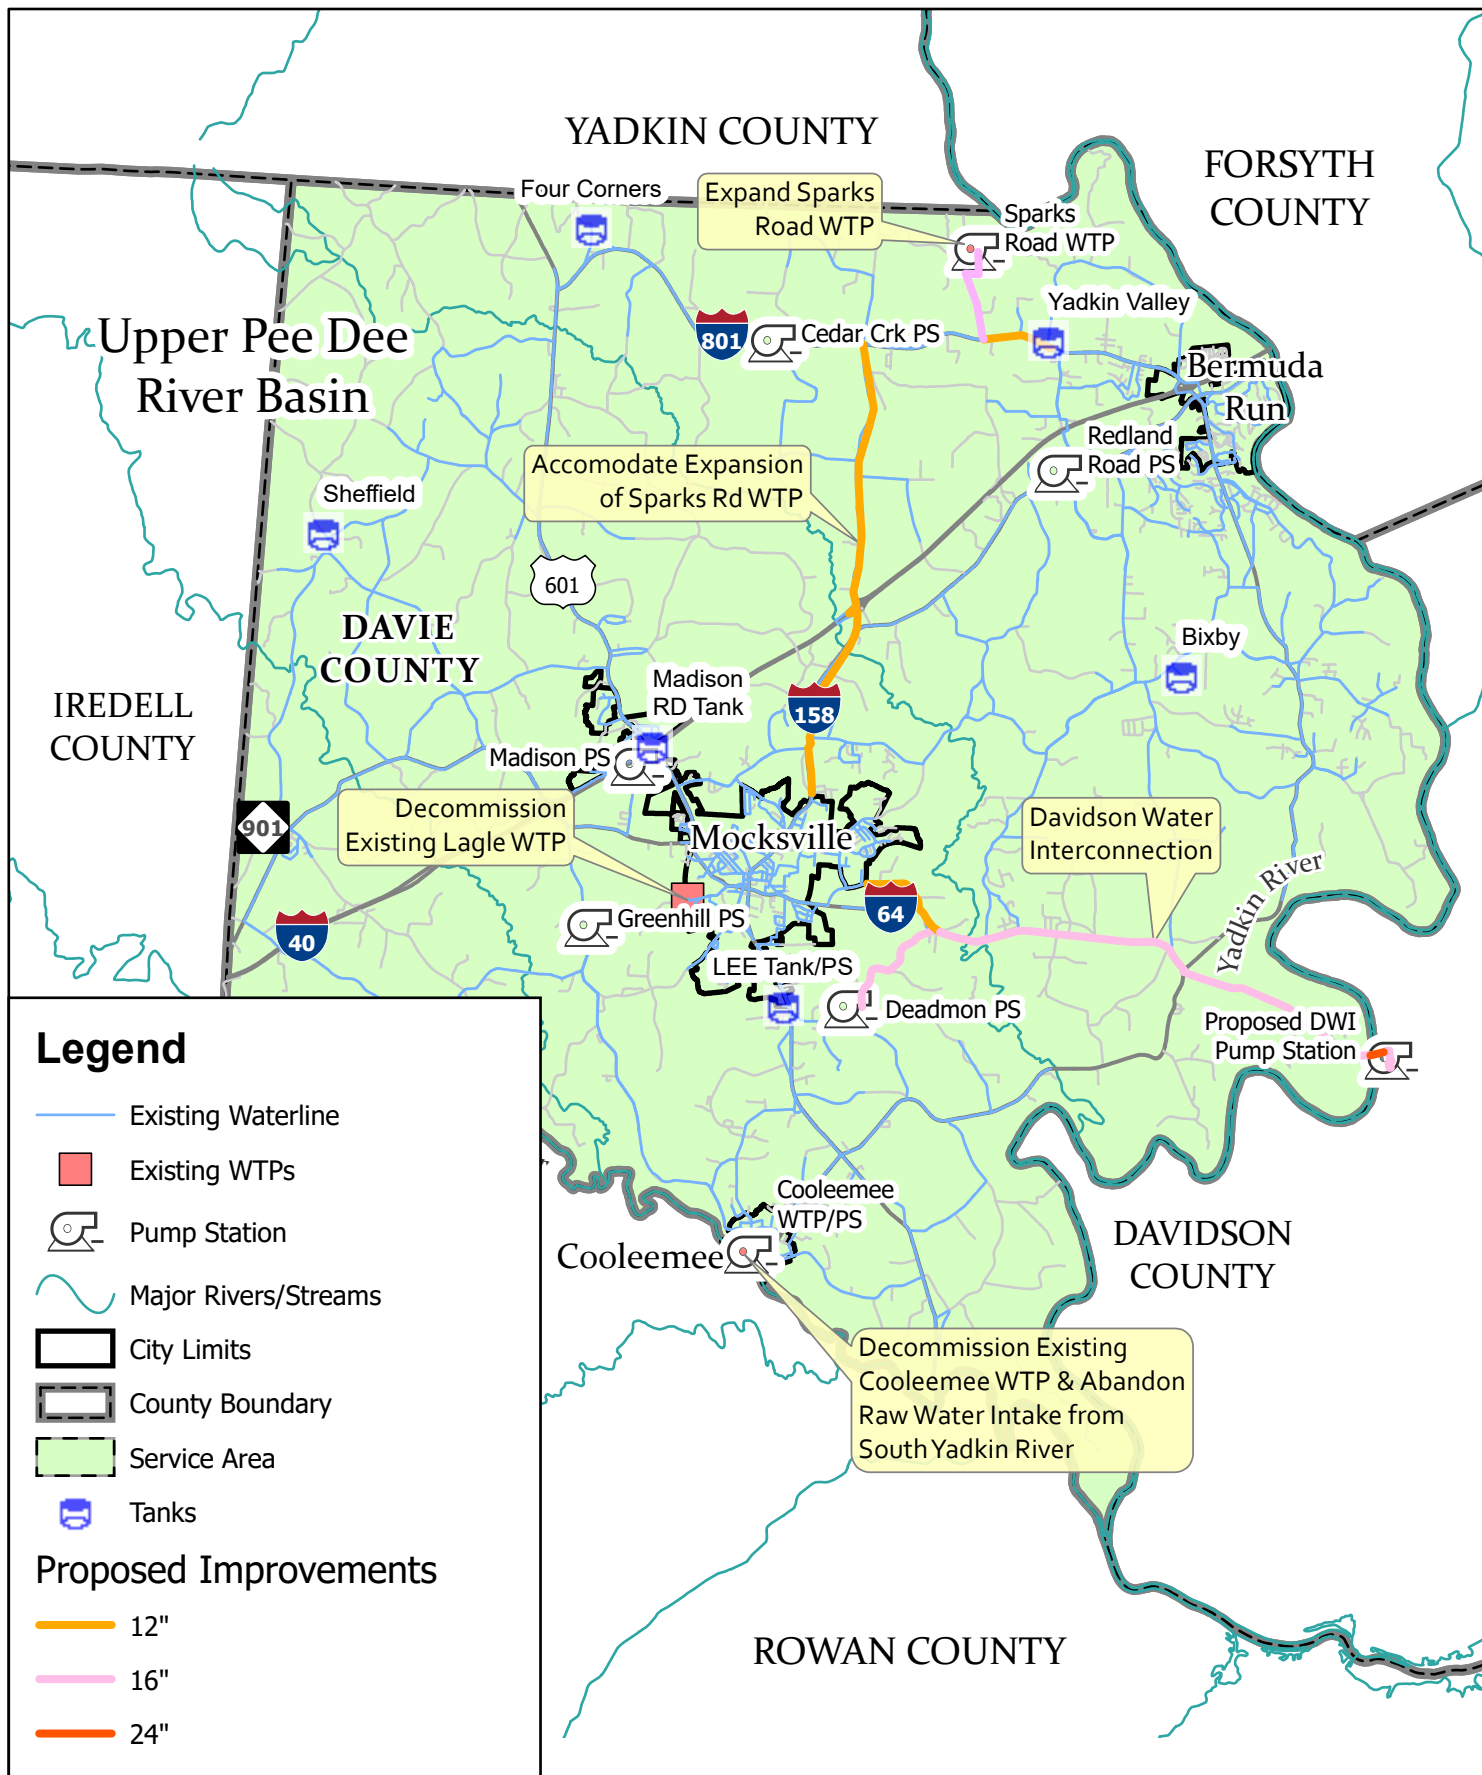 YADKIN COUNTY
FORSYTH
COUNTY
Four Corners
Expand Sparks
Road WTP
Sparks
Road WTP
Yadkin Valley
Upper Pee Dee
River Basin
801
Cedar Crk PS
Bermuda
Run
Redland
Road PS
Accomodate Expansion
of Sparks Rd WTP
Sheffield
601
DAVIE
COUNTY
Bixby
Madison
RD Tank
IREDELL
COUNTY
158
Madison PS
Decommission
Existing Lagle WTP
901
Mocksville
Davidson Water
Interconnection
Yadkin River
40
Greenhill PS
64
LEE Tank/PS
Deadmon PS
Proposed DWI
Pump Station
Cooleemee
WTP/PS
Cooleemee
DAVIDSON
COUNTY
Decommission Existing
Cooleemee WTP & Abandon
Raw Water Intake from
South Yadkin River
ROWAN COUNTY
Legend
Existing Waterline
Existing WTPs
Pump Station
Major Rivers/Streams
City Limits
County Boundary
Service Area
Tanks
Proposed Improvements
12"
16"
24"